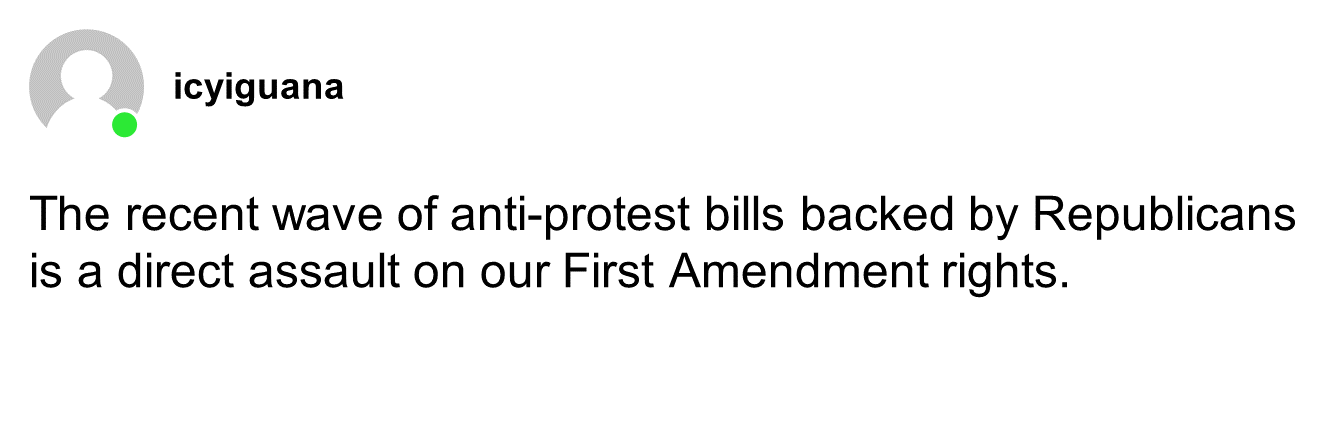 icyiguana
The recent wave of anti-protest bills backed by Republicans
is a direct assault on our First Amendment rights.